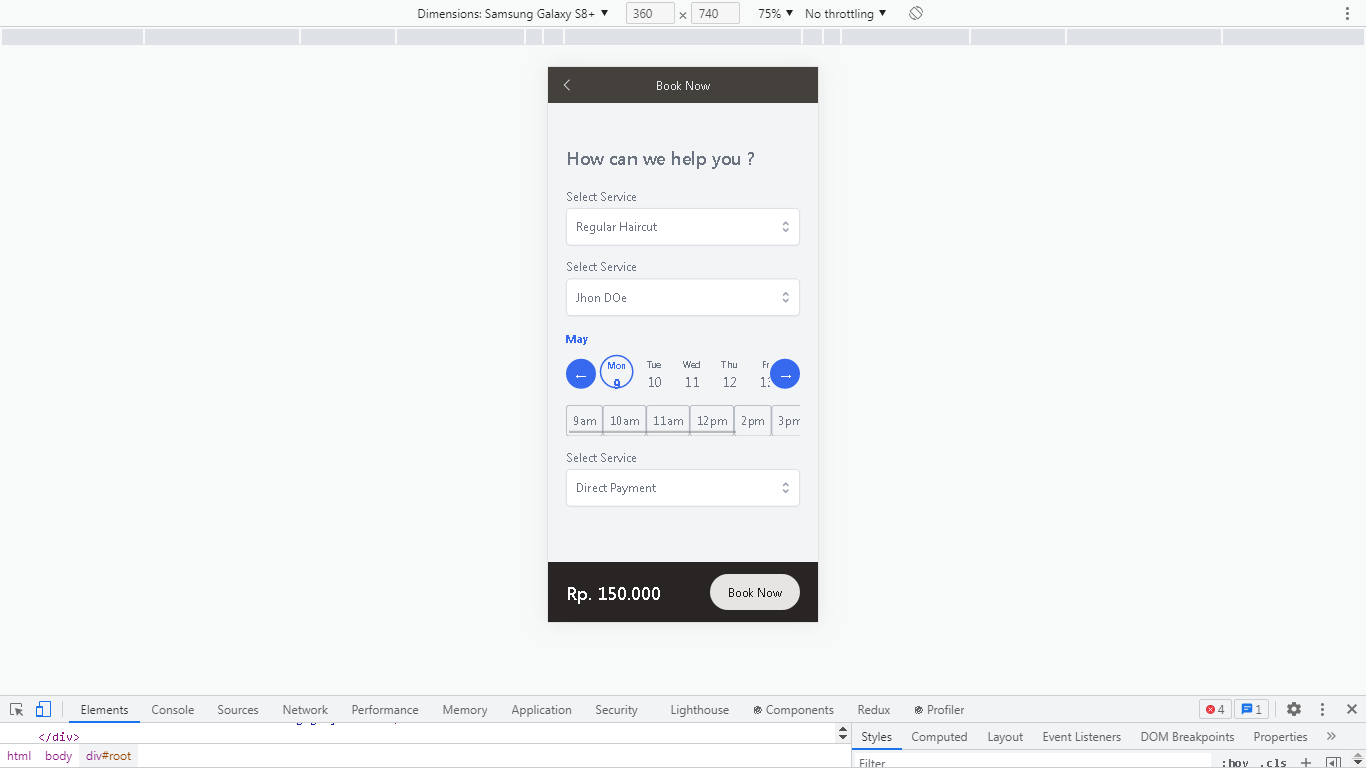 Dimensions: Samsung Galaxy S8+ ▼ 360 × 740 75% ▼ No throttling ▼
Book Now
How can we help you ?
Select Service
Regular Haircut
Select Service
Jhon DOe
May
← Mon Tue Wed Thu Fr →
9 10 11 12 13
9am 10am 11am 12pm 2pm 3pm
Select Service
Direct Payment
Rp. 150.000 Book Now
Elements Console Sources Network Performance Memory Application Security Lighthouse Components Redux Profiler 4 1
</div>
Styles Computed Layout Event Listeners DOM Breakpoints Properties »
html body div#root
Filter :hov .cls +